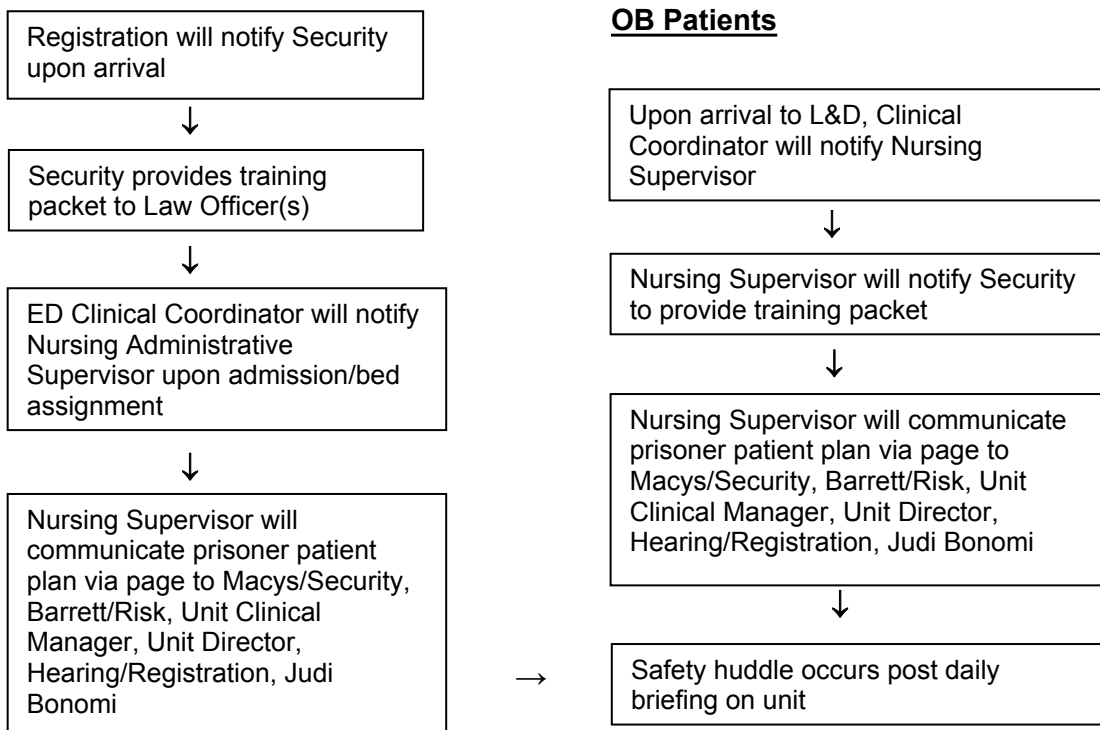 Registration will notify Security
upon arrival
↓
Security provides training
packet to Law Officer(s)
↓
ED Clinical Coordinator will notify
Nursing Administrative
Supervisor upon admission/bed
assignment
↓
Nursing Supervisor will
communicate prisoner patient
plan via page to Macys/Security,
Barrett/Risk, Unit Clinical
Manager, Unit Director,
Hearing/Registration, Judi
Bonomi
→
OB Patients
Upon arrival to L&D, Clinical
Coordinator will notify Nursing
Supervisor
↓
Nursing Supervisor will notify Security
to provide training packet
↓
Nursing Supervisor will communicate
prisoner patient plan via page to
Macys/Security, Barrett/Risk, Unit
Clinical Manager, Unit Director,
Hearing/Registration, Judi Bonomi
↓
Safety huddle occurs post daily
briefing on unit